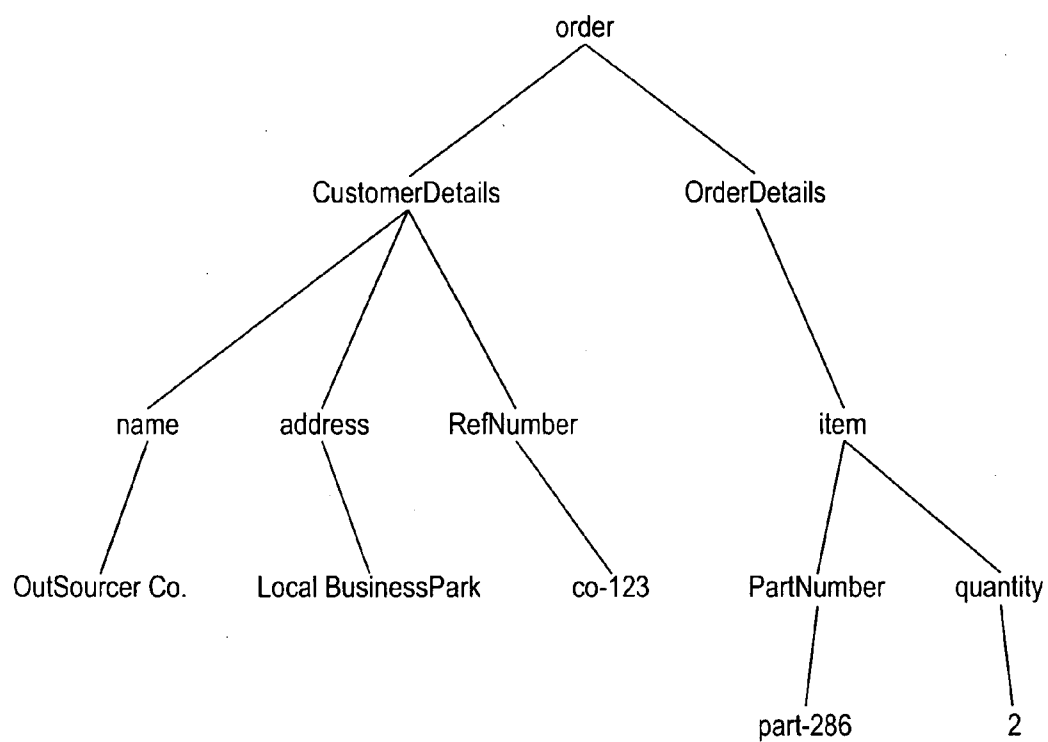 order
CustomerDetails OrderDetails
name address RefNumber item
OutSourcer Co. Local BusinessPark co-123 PartNumber quantity
part-286 2